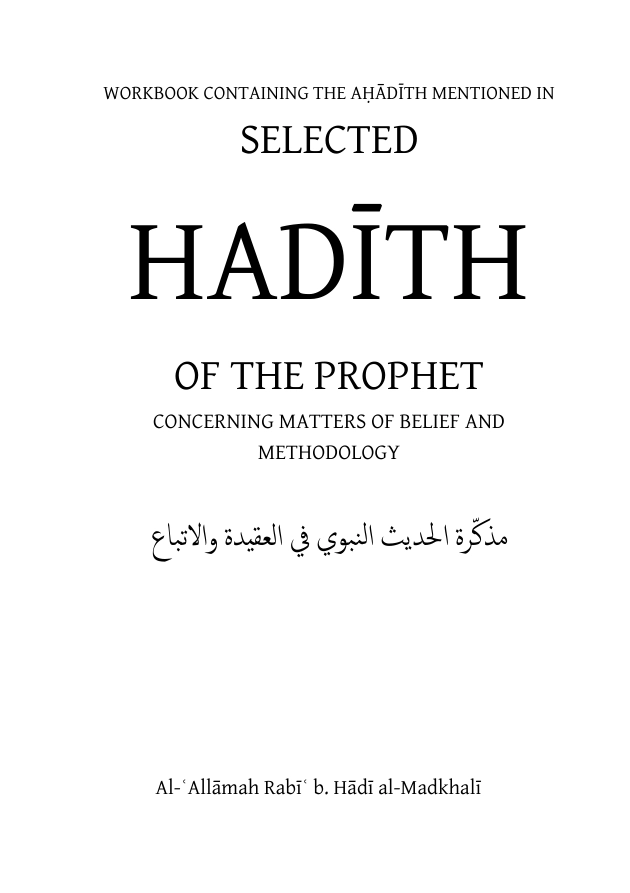 WORKBOOK CONTAINING THE AḤĀDĪTH MENTIONED IN
SELECTED
HADĪTH
OF THE PROPHET
CONCERNING MATTERS OF BELIEF AND
METHODOLOGY
مذكّرة الحديث النبوي في العقيدة والاتباع
Al-ʿAllāmah Rabīʿ b. Hādī al-Madkhalī